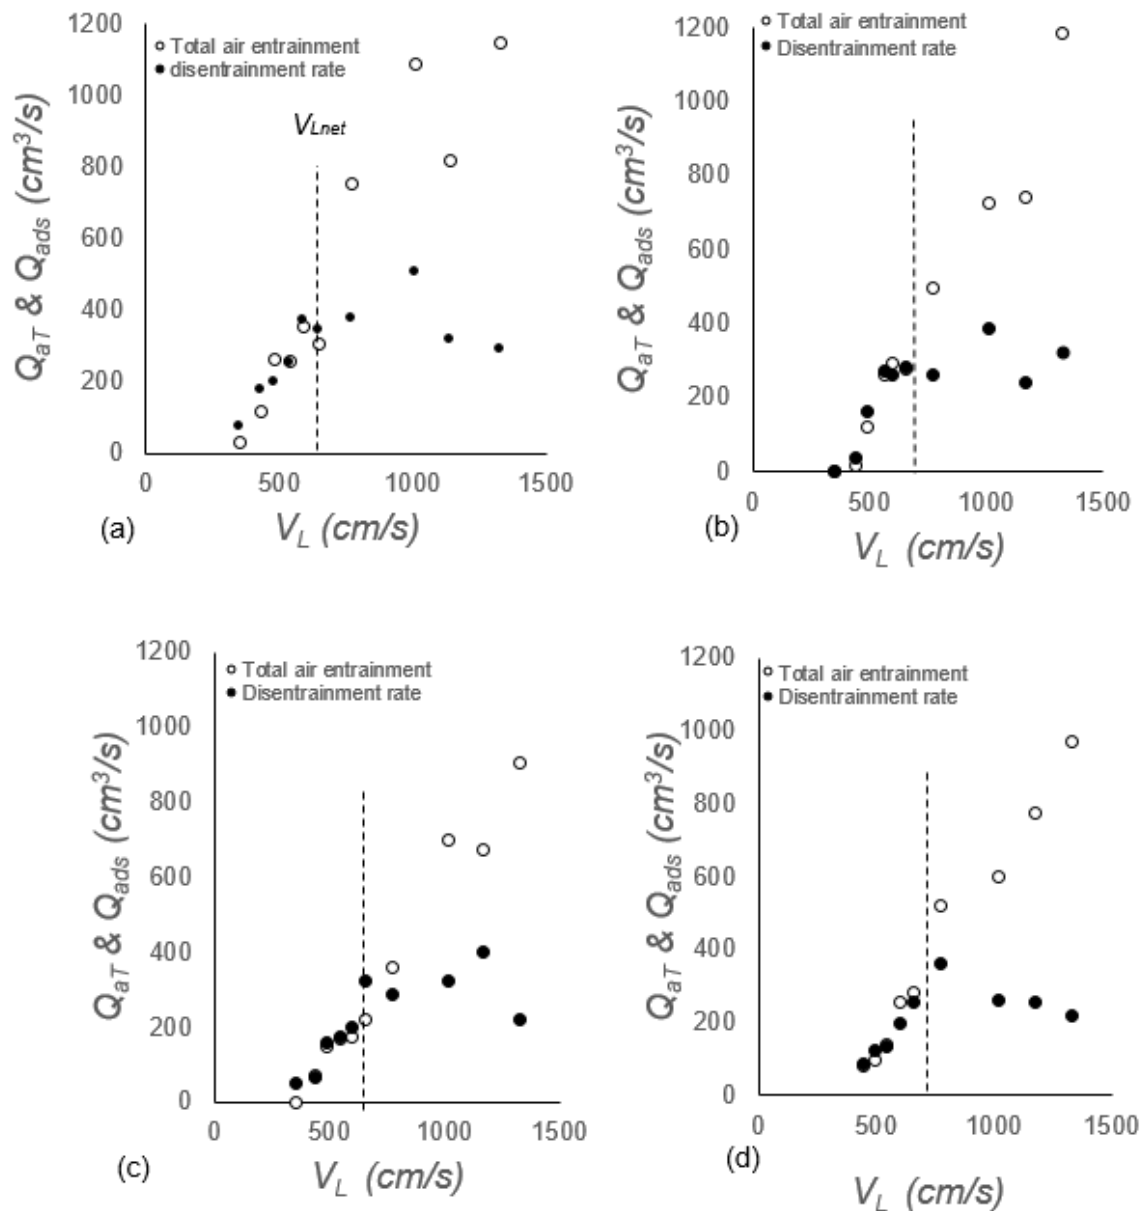 1200
Total air entrainment
disentrainment rate
1000
V_Lnet
800
600
400
200
0
Q_aT & Q_ads (cm³/s)
0 500 1000 1500
(a)
V_L (cm/s)
1200
Total air entrainment
Disentrainment rate
1000
800
600
400
200
0
Q_aT & Q_ads (cm³/s)
0 500 1000 1500
(b)
V_L (cm/s)
1200
Total air entrainment
Disentrainment rate
1000
800
600
400
200
0
Q_aT & Q_ads (cm³/s)
0 500 1000 1500
(c)
V_L (cm/s)
1200
Total air entrainment
Disentrainment rate
1000
800
600
400
200
0
Q_aT & Q_ads (cm³/s)
0 500 1000 1500
(d)
V_L (cm/s)